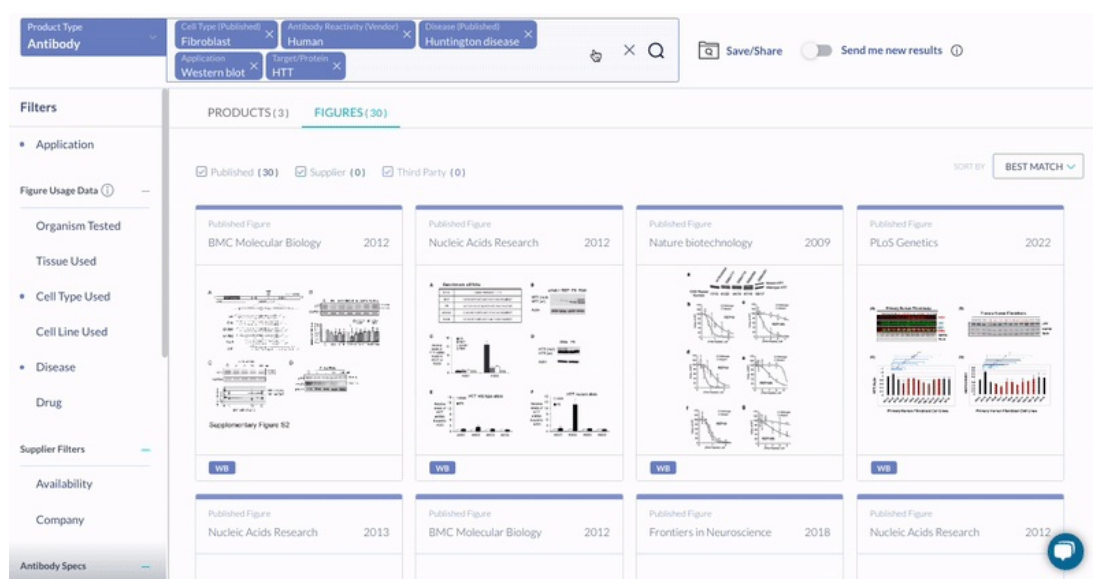 Product Type
Antibody
Cell Type (Published)
Fibroblast
Antibody Reactivity (Vendor)
Human
Disease (Published)
Huntington disease
Application
Western blot
Target/Protein
HTT
Save/Share
Send me new results
Filters
Application
Figure Usage Data
Organism Tested
Tissue Used
Cell Type Used
Cell Line Used
Disease
Drug
Supplier Filters
Availability
Company
Antibody Specs
PRODUCTS (3)
FIGURES (30)
Published (30)
Supplier (0)
Third Party (0)
SORT BY
BEST MATCH
Published Figure
BMC Molecular Biology 2012
Supplementary Figure S2
WB
Published Figure
Nucleic Acids Research 2012
WB
Published Figure
Nature biotechnology 2009
WB
Published Figure
PLoS Genetics 2022
WB
Published Figure
Nucleic Acids Research 2013
Published Figure
BMC Molecular Biology 2012
Published Figure
Frontiers in Neuroscience 2018
Published Figure
Nucleic Acids Research 2012